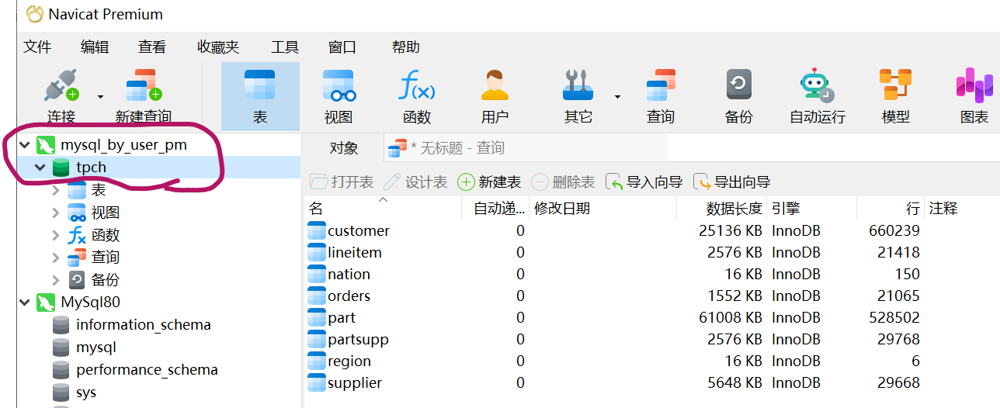 Navicat Premium
文件 编辑 查看 收藏夹 工具 窗口 帮助
连接 新建查询 表 视图 函数 用户 其它 查询 备份 自动运行 模型 图表
mysql_by_user_pm
tpch
表
视图
函数
查询
备份
MySql80
information_schema
mysql
performance_schema
sys
对象 * 无标题 - 查询
打开表 设计表 新建表 删除表 导入向导 导出向导
名 自动递... 修改日期 数据长度 引擎 行 注释
customer 0 25136 KB InnoDB 660239
lineitem 0 2576 KB InnoDB 21418
nation 0 16 KB InnoDB 150
orders 0 1552 KB InnoDB 21065
part 0 61008 KB InnoDB 528502
partsupp 0 2576 KB InnoDB 29768
region 0 16 KB InnoDB 6
supplier 0 5648 KB InnoDB 29668